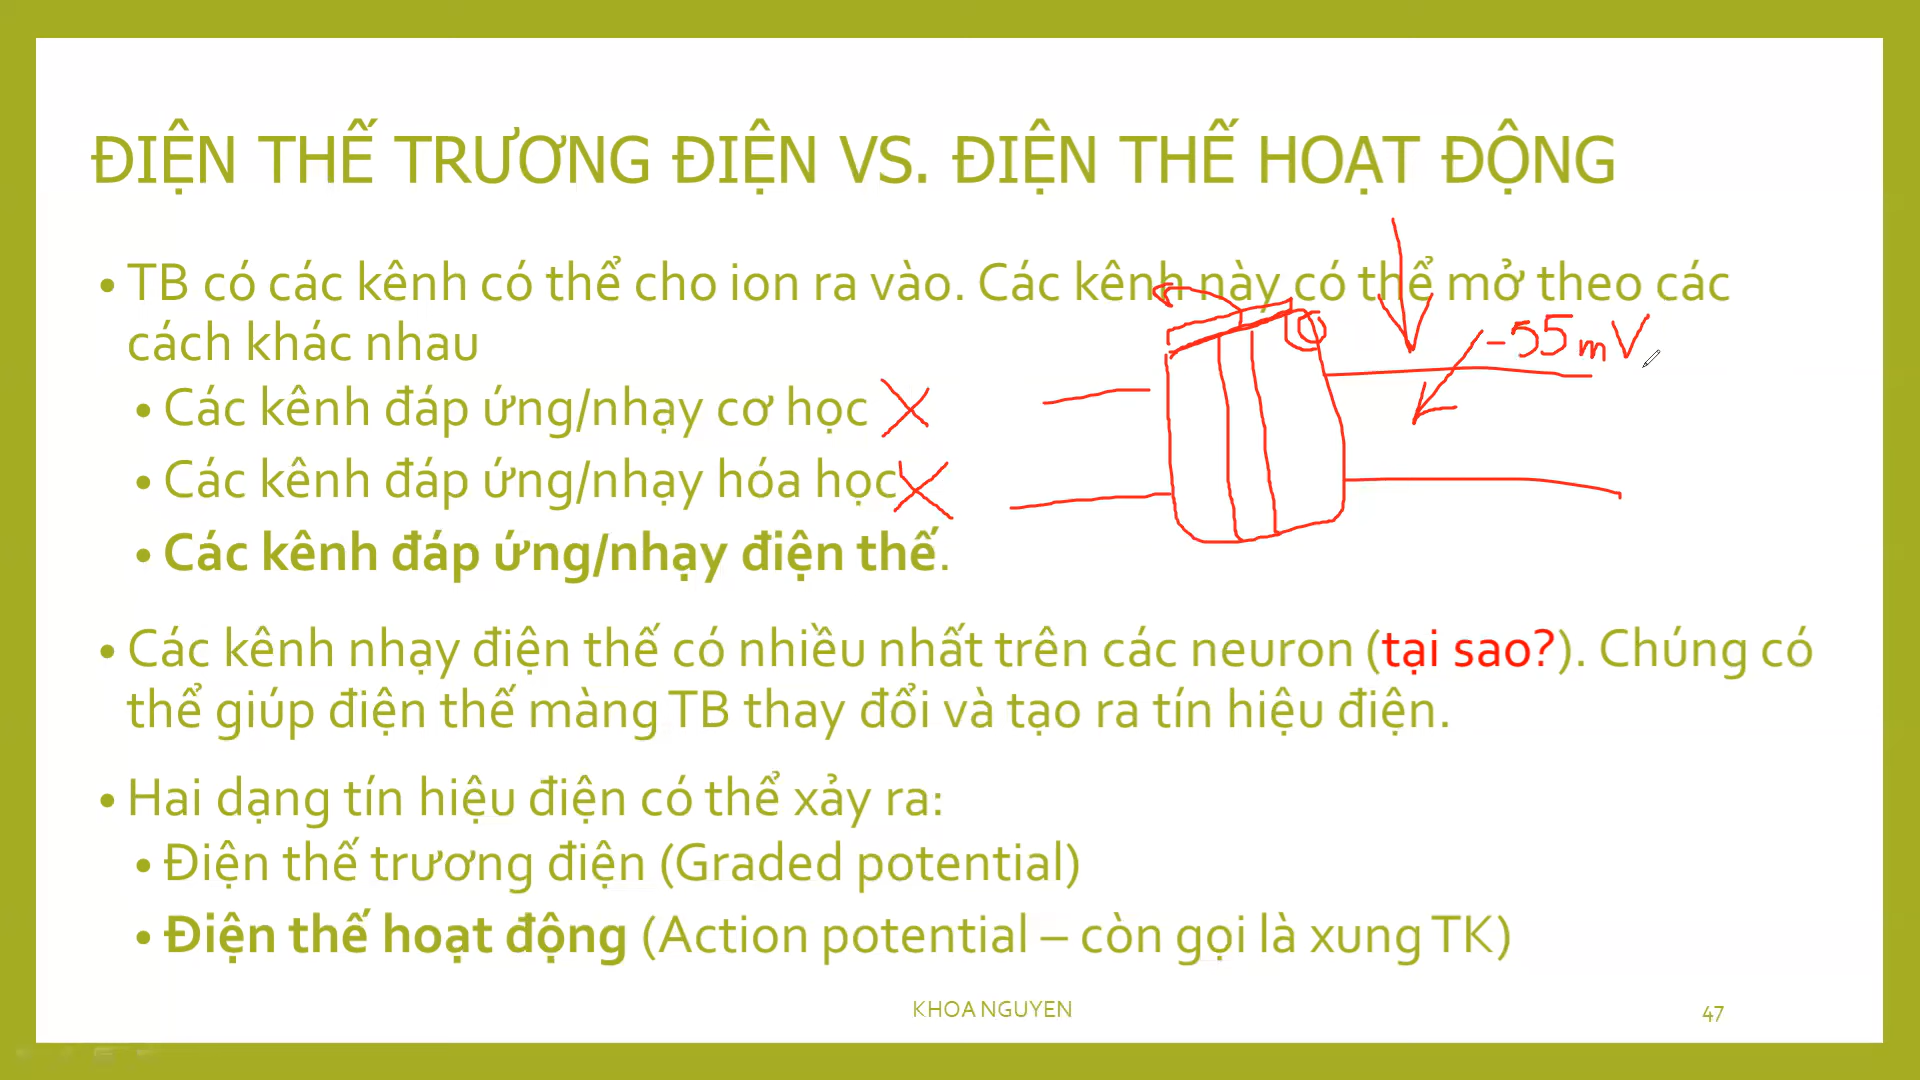 ĐIỆN THẾ TRƯƠNG ĐIỆN VS. ĐIỆN THẾ HOẠT ĐỘNG
• TB có các kênh có thể cho ion ra vào. Các kênh này có thể mở theo các
cách khác nhau
-55mV
• Các kênh đáp ứng/nhạy cơ học
• Các kênh đáp ứng/nhạy hóa học
• Các kênh đáp ứng/nhạy điện thế.
• Các kênh nhạy điện thế có nhiều nhất trên các neuron (tại sao?). Chúng có
thể giúp điện thế màng TB thay đổi và tạo ra tín hiệu điện.
• Hai dạng tín hiệu điện có thể xảy ra:
• Điện thế trương điện (Graded potential)
• Điện thế hoạt động (Action potential – còn gọi là xung TK)
KHOA NGUYEN
47